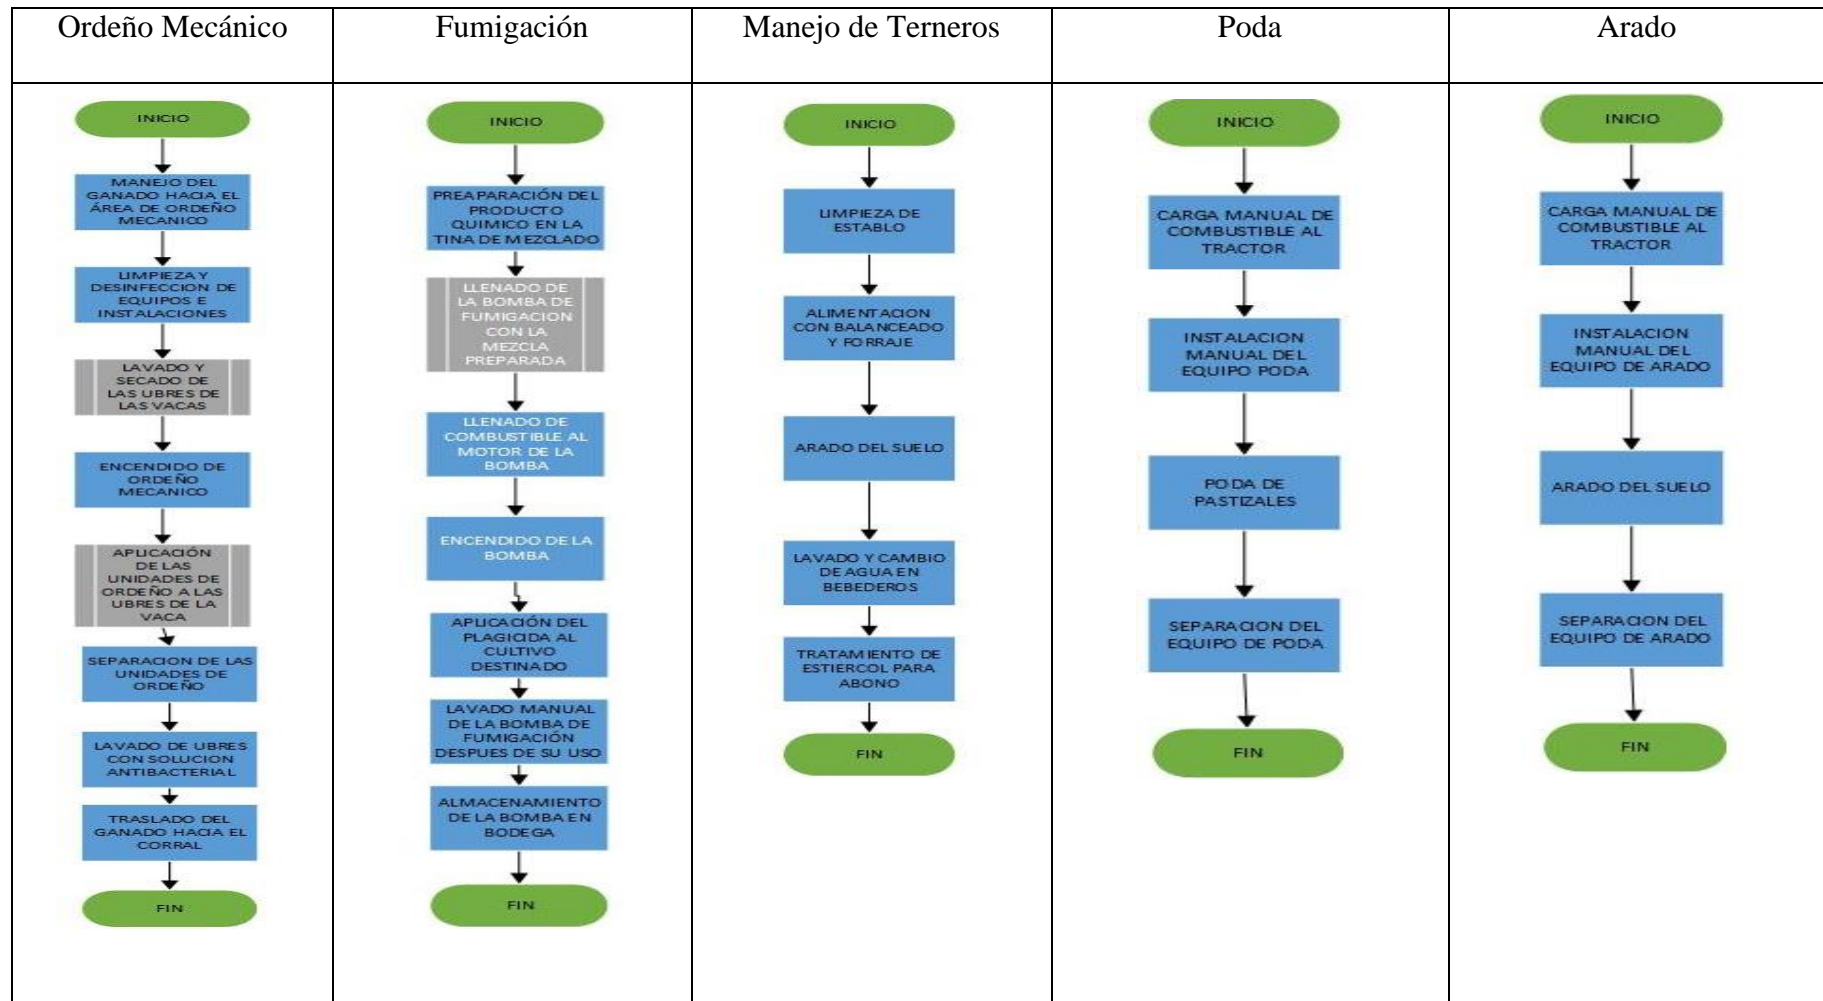 Ordeño Mecánico
Fumigación
Manejo de Terneros
Poda
Arado
INICIO
MANEJO DEL
GANADO HACIA EL
ÁREA DE ORDEÑO
MECANICO
LIMPIEZA Y
DESINFECCION DE
EQUIPOS E
INSTALACIONES
LAVADO Y
SECADO DE
LAS UBRES DE
LAS VACAS
ENCENDIDO DE
ORDEÑO
MECANICO
APLICACIÓN
DE LAS
UNIDADES DE
ORDEÑO A LAS
UBRES DE LA
VACA
SEPARACION DE LAS
UNIDADES DE
ORDEÑO
LAVADO DE UBRES
CON SOLUCION
ANTIBACTERIAL
TRASLADO DEL
GANADO HACIA EL
CORRAL
FIN
INICIO
PREAPARACIÓN DEL
PRODUCTO
QUIMICO EN LA
TINA DE MEZCLADO
LLENADO DE
LA BOMBA DE
FUMIGACION
CON LA
MEZCLA
PREPARADA
LLENADO DE
COMBUSTIBLE AL
MOTOR DE LA
BOMBA
ENCENDIDO DE LA
BOMBA
APLICACIÓN DEL
PLAGICIDA AL
CULTIVO
DESTINADO
LAVADO MANUAL
DE LA BOMBA DE
FUMIGACIÓN
DESPUES DE SU USO
ALMACENAMIENTO
DE LA BOMBA EN
BODEGA
FIN
INICIO
LIMPIEZA DE
ESTABLO
ALIMENTACION
CON BALANCEADO
Y FORRAJE
ARADO DEL SUELO
LAVADO Y CAMBIO
DE AGUA EN
BEBEDEROS
TRATAMIENTO DE
ESTIERCOL PARA
ABONO
FIN
INICIO
CARGA MANUAL DE
COMBUSTIBLE AL
TRACTOR
INSTALACION
MANUAL DEL
EQUIPO PODA
PODA DE
PASTIZALES
SEPARACION DEL
EQUIPO DE PODA
FIN
INICIO
CARGA MANUAL DE
COMBUSTIBLE AL
TRACTOR
INSTALACION
MANUAL DEL
EQUIPO DE ARADO
ARADO DEL SUELO
SEPARACION DEL
EQUIPO DE ARADO
FIN